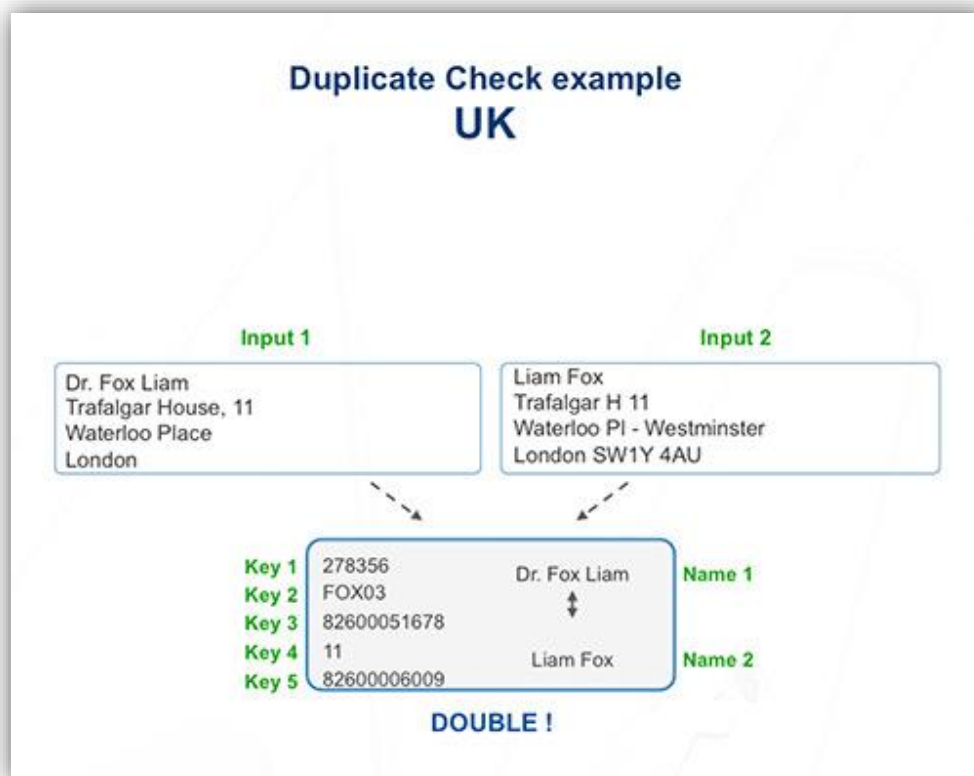 Duplicate Check example
UK
Input 1
Dr. Fox Liam
Trafalgar House, 11
Waterloo Place
London
Input 2
Liam Fox
Trafalgar H 11
Waterloo Pl - Westminster
London SW1Y 4AU
Key 1 278356
Key 2 FOX03
Key 3 82600051678
Key 4 11
Key 5 82600006009
Dr. Fox Liam Name 1
Liam Fox Name 2
DOUBLE !